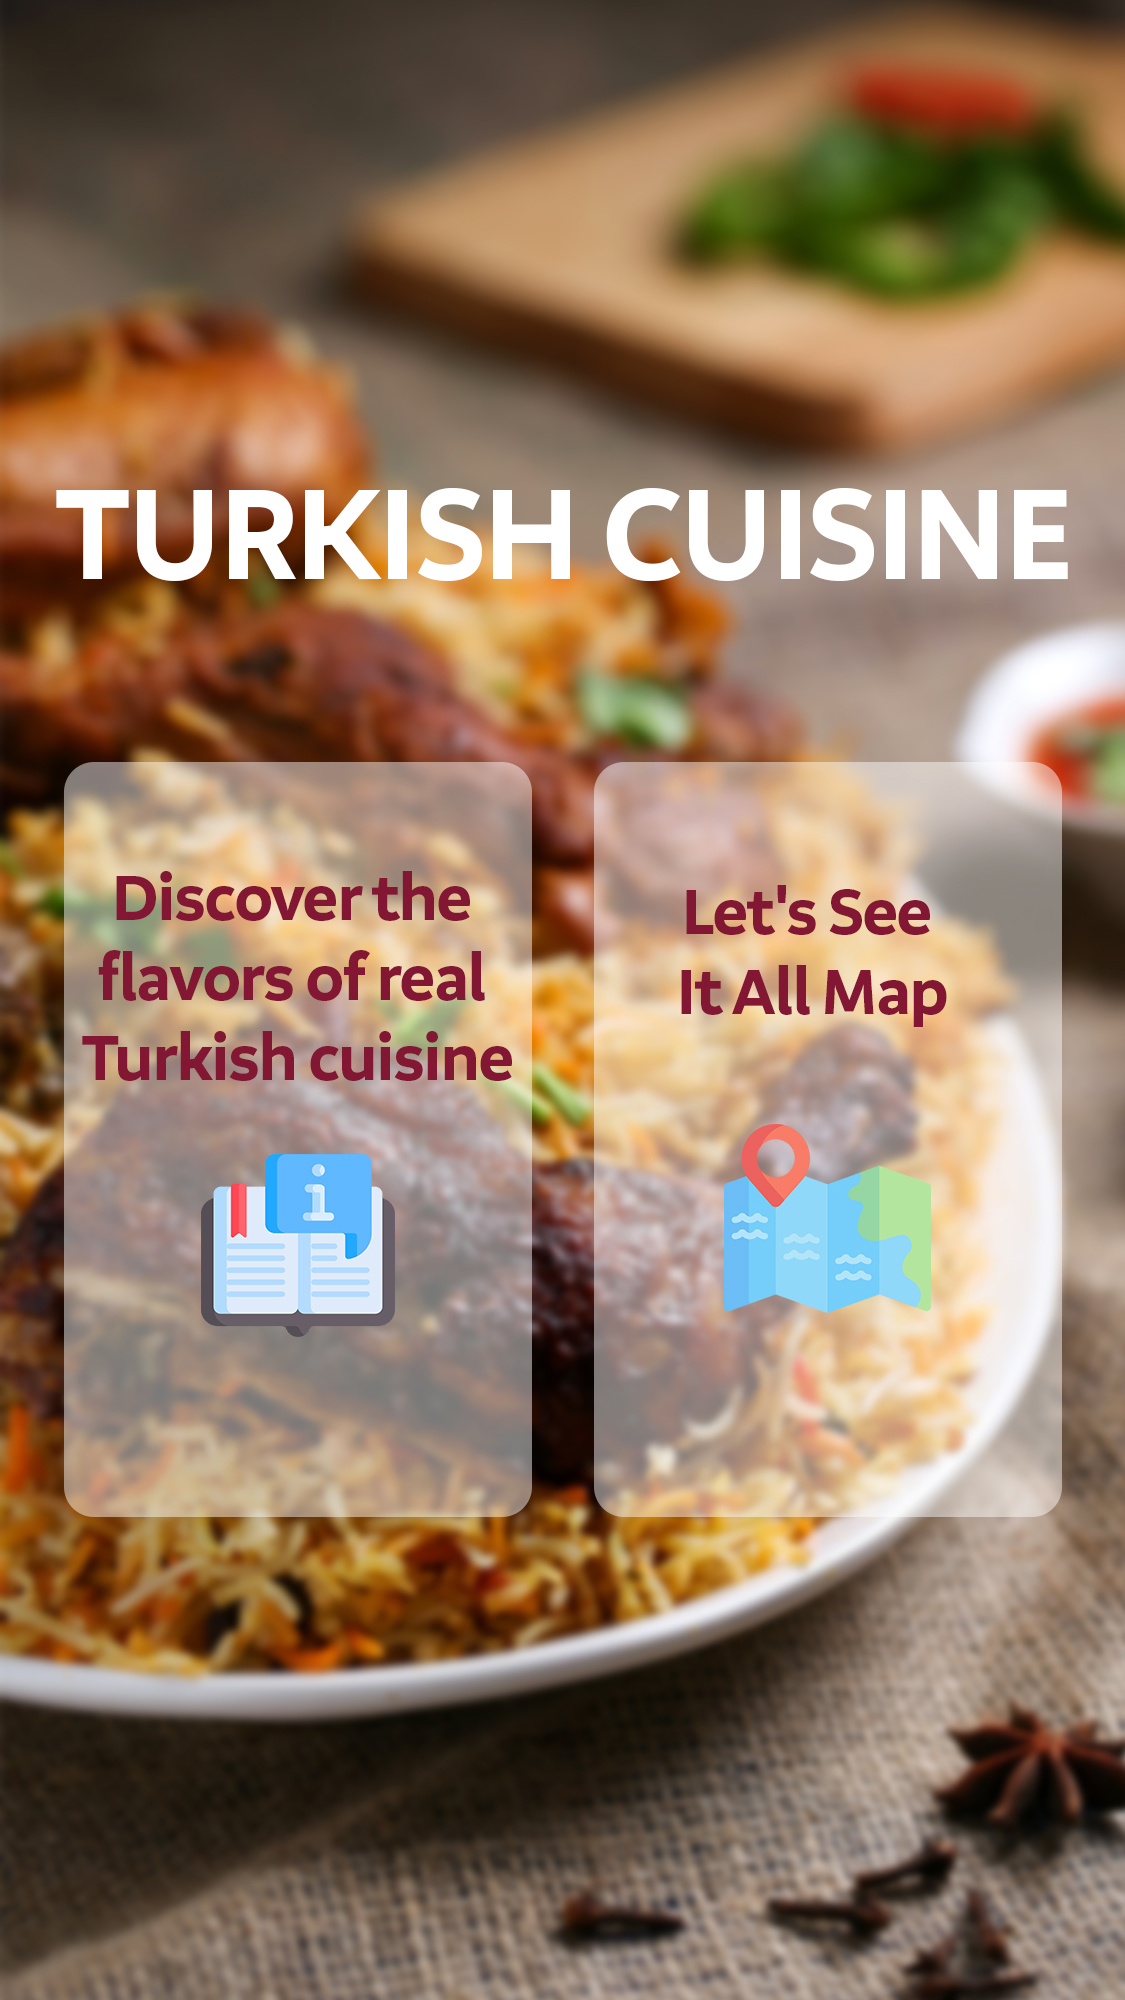 TURKISH CUISINE
Discover the
flavors of real
Turkish cuisine
Let's See
It All Map
i